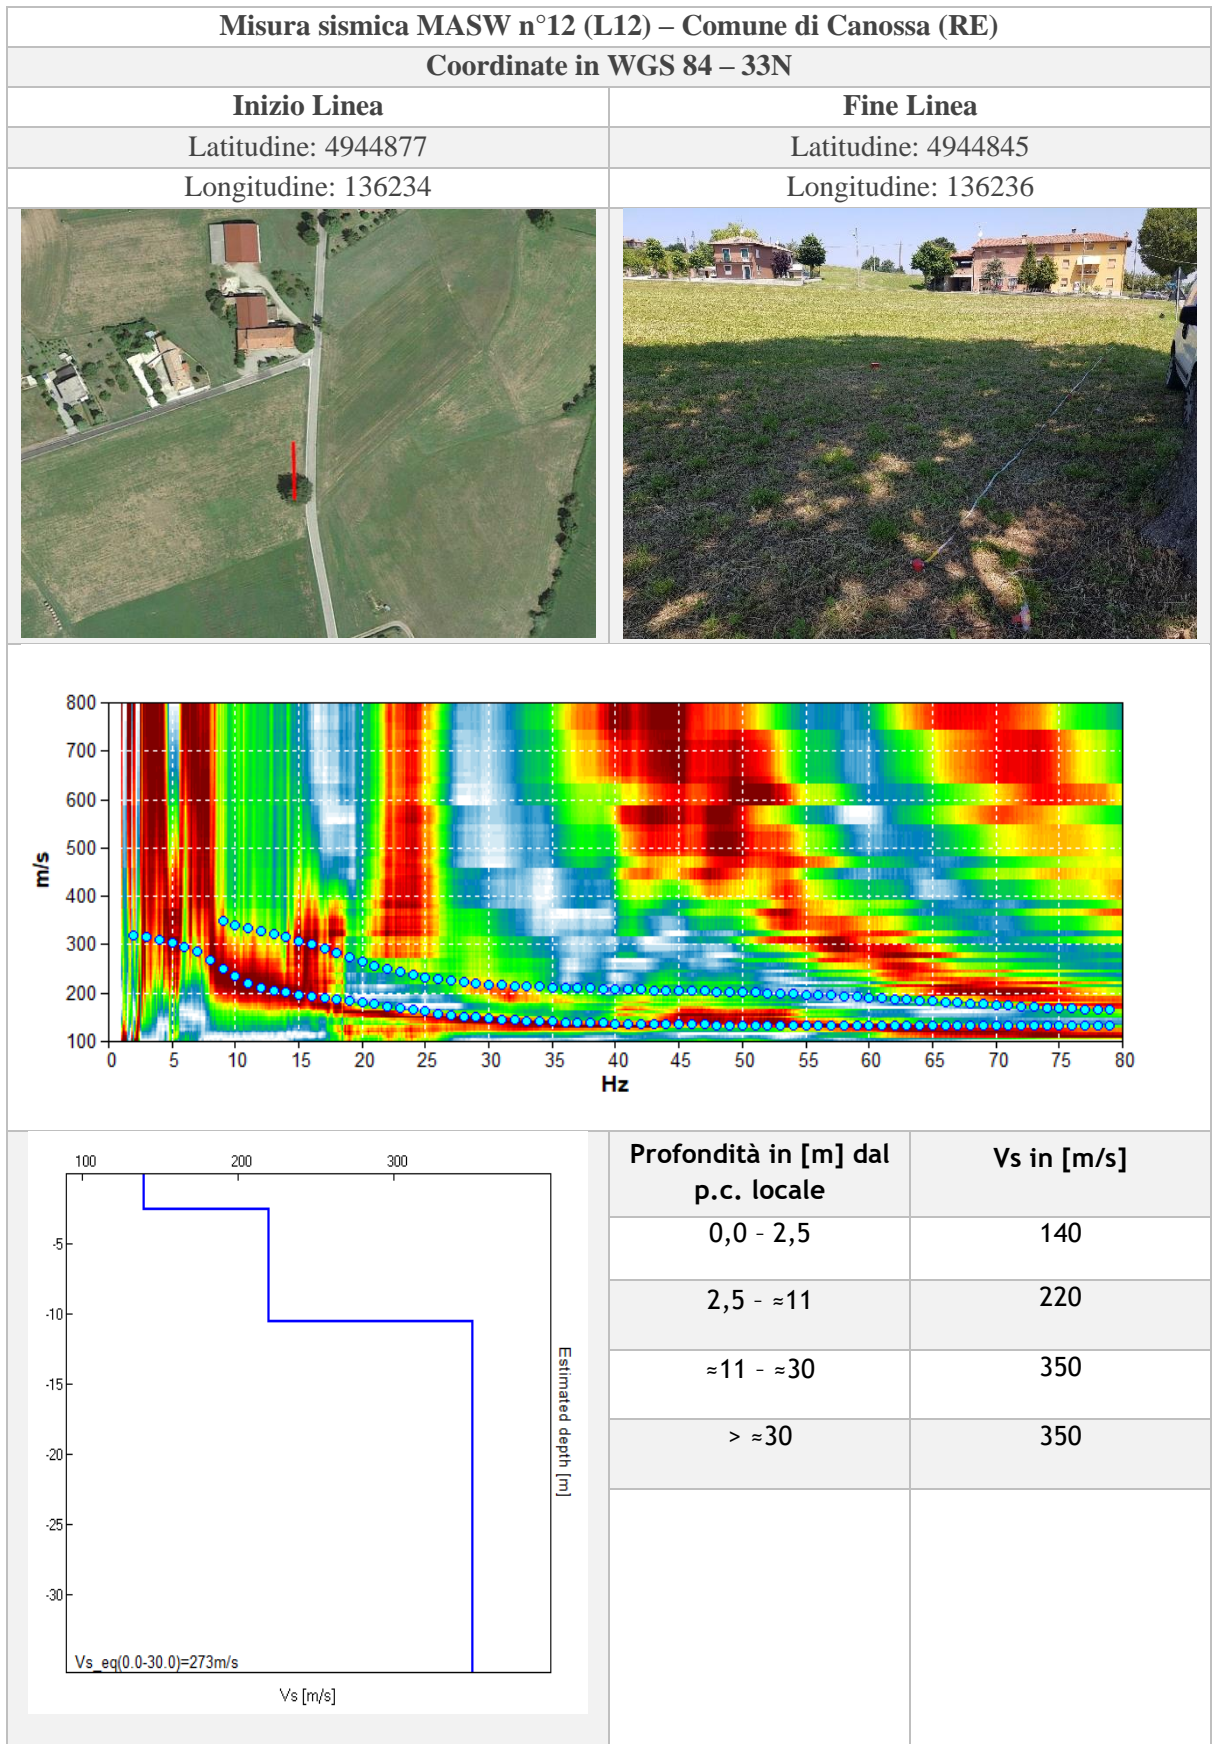 Misura sismica MASW n°12 (L12) – Comune di Canossa (RE)
Coordinate in WGS 84 – 33N
Inizio Linea
Fine Linea
Latitudine: 4944877
Latitudine: 4944845
Longitudine: 136234
Longitudine: 136236
800
700
600
500
400
300
200
100
m/s
0 5 10 15 20 25 30 35 40 45 50 55 60 65 70 75 80
Hz
100 200 300
-5
-10
-15
-20
-25
-30
Estimated depth [m]
Vs_eq(0.0-30.0)=273m/s
Vs [m/s]
Profondità in [m] dal
p.c. locale
Vs in [m/s]
0,0 – 2,5
140
2,5 – ≈11
220
≈11 – ≈30
350
> ≈30
350